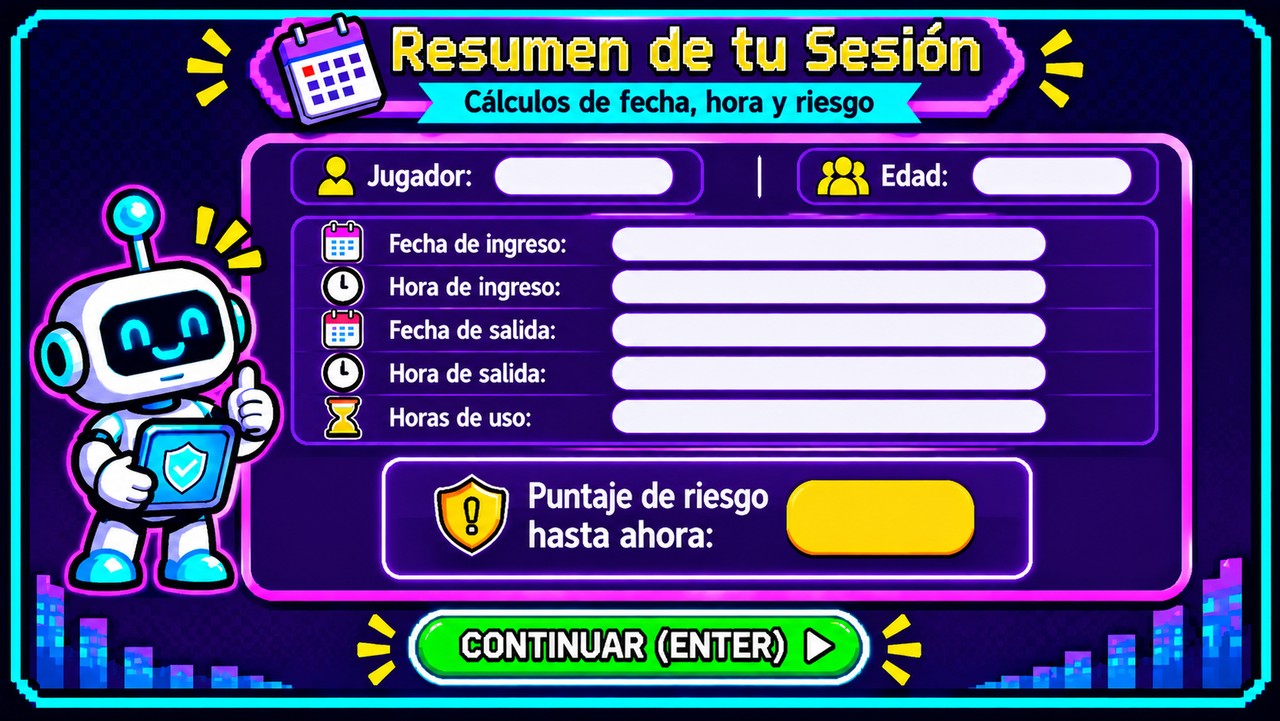 Resumen de tu Sesión
Cálculos de fecha, hora y riesgo
Jugador:
Edad:
Fecha de ingreso:
Hora de ingreso:
Fecha de salida:
Hora de salida:
Horas de uso:
Puntaje de riesgo
hasta ahora:
CONTINUAR (ENTER)